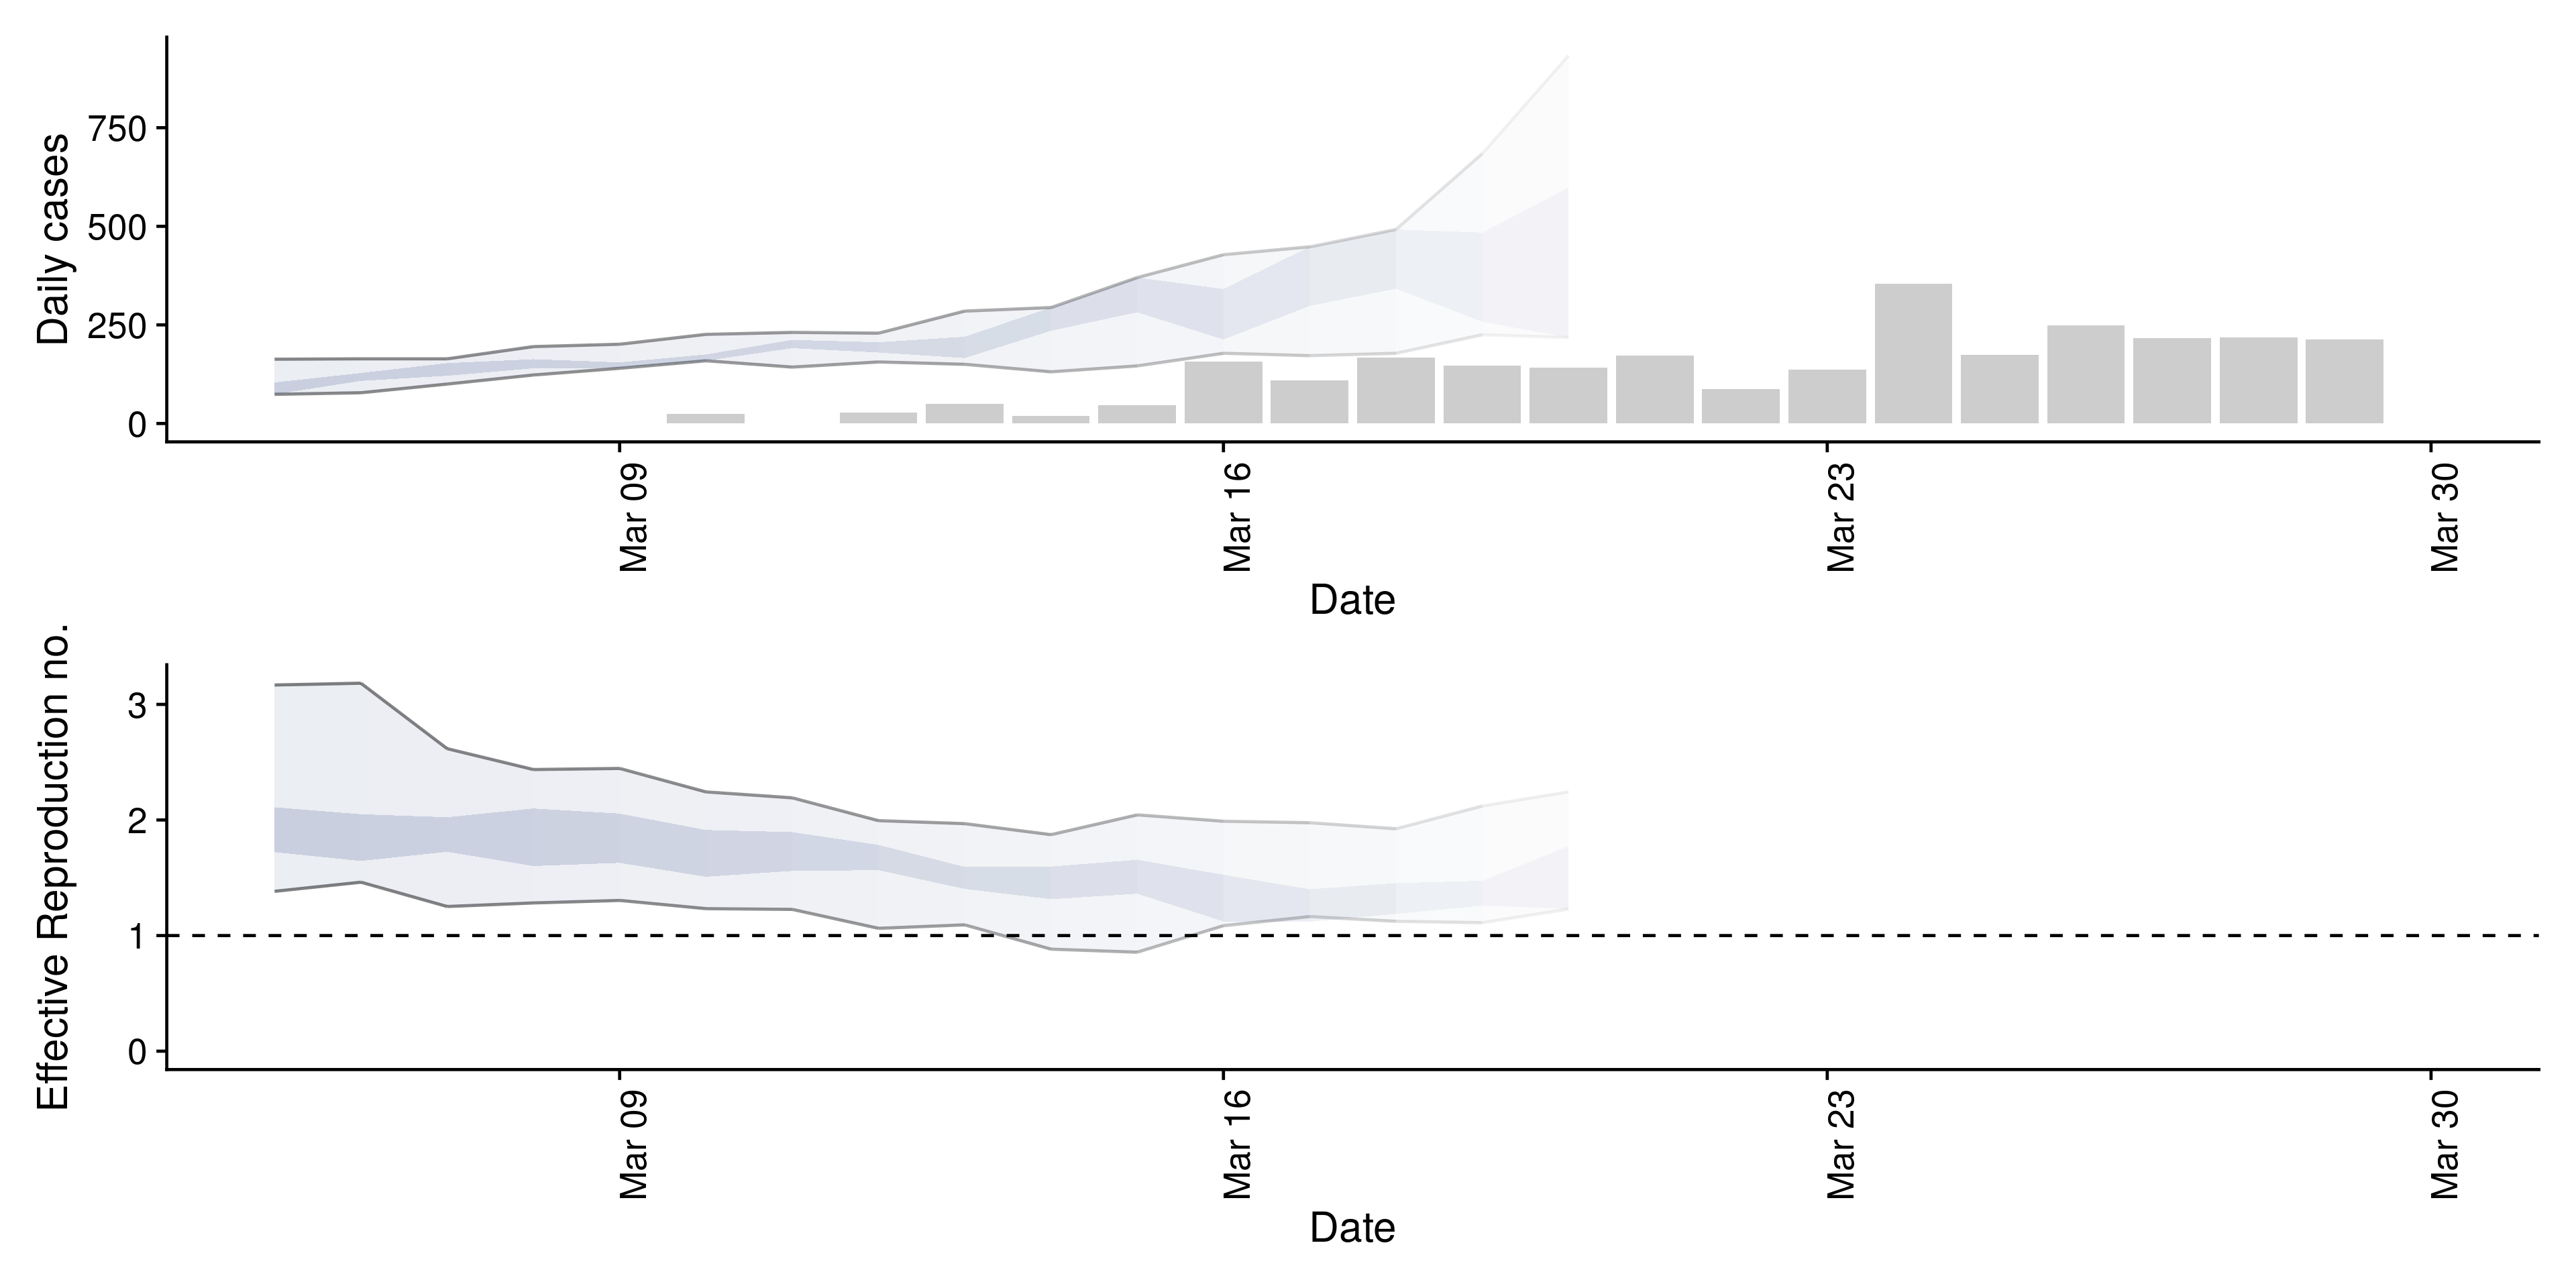 Daily cases
750
500
250
0
Mar 09
Mar 16
Mar 23
Mar 30
Date
Effective Reproduction no.
3
2
1
0
Mar 09
Mar 16
Mar 23
Mar 30
Date